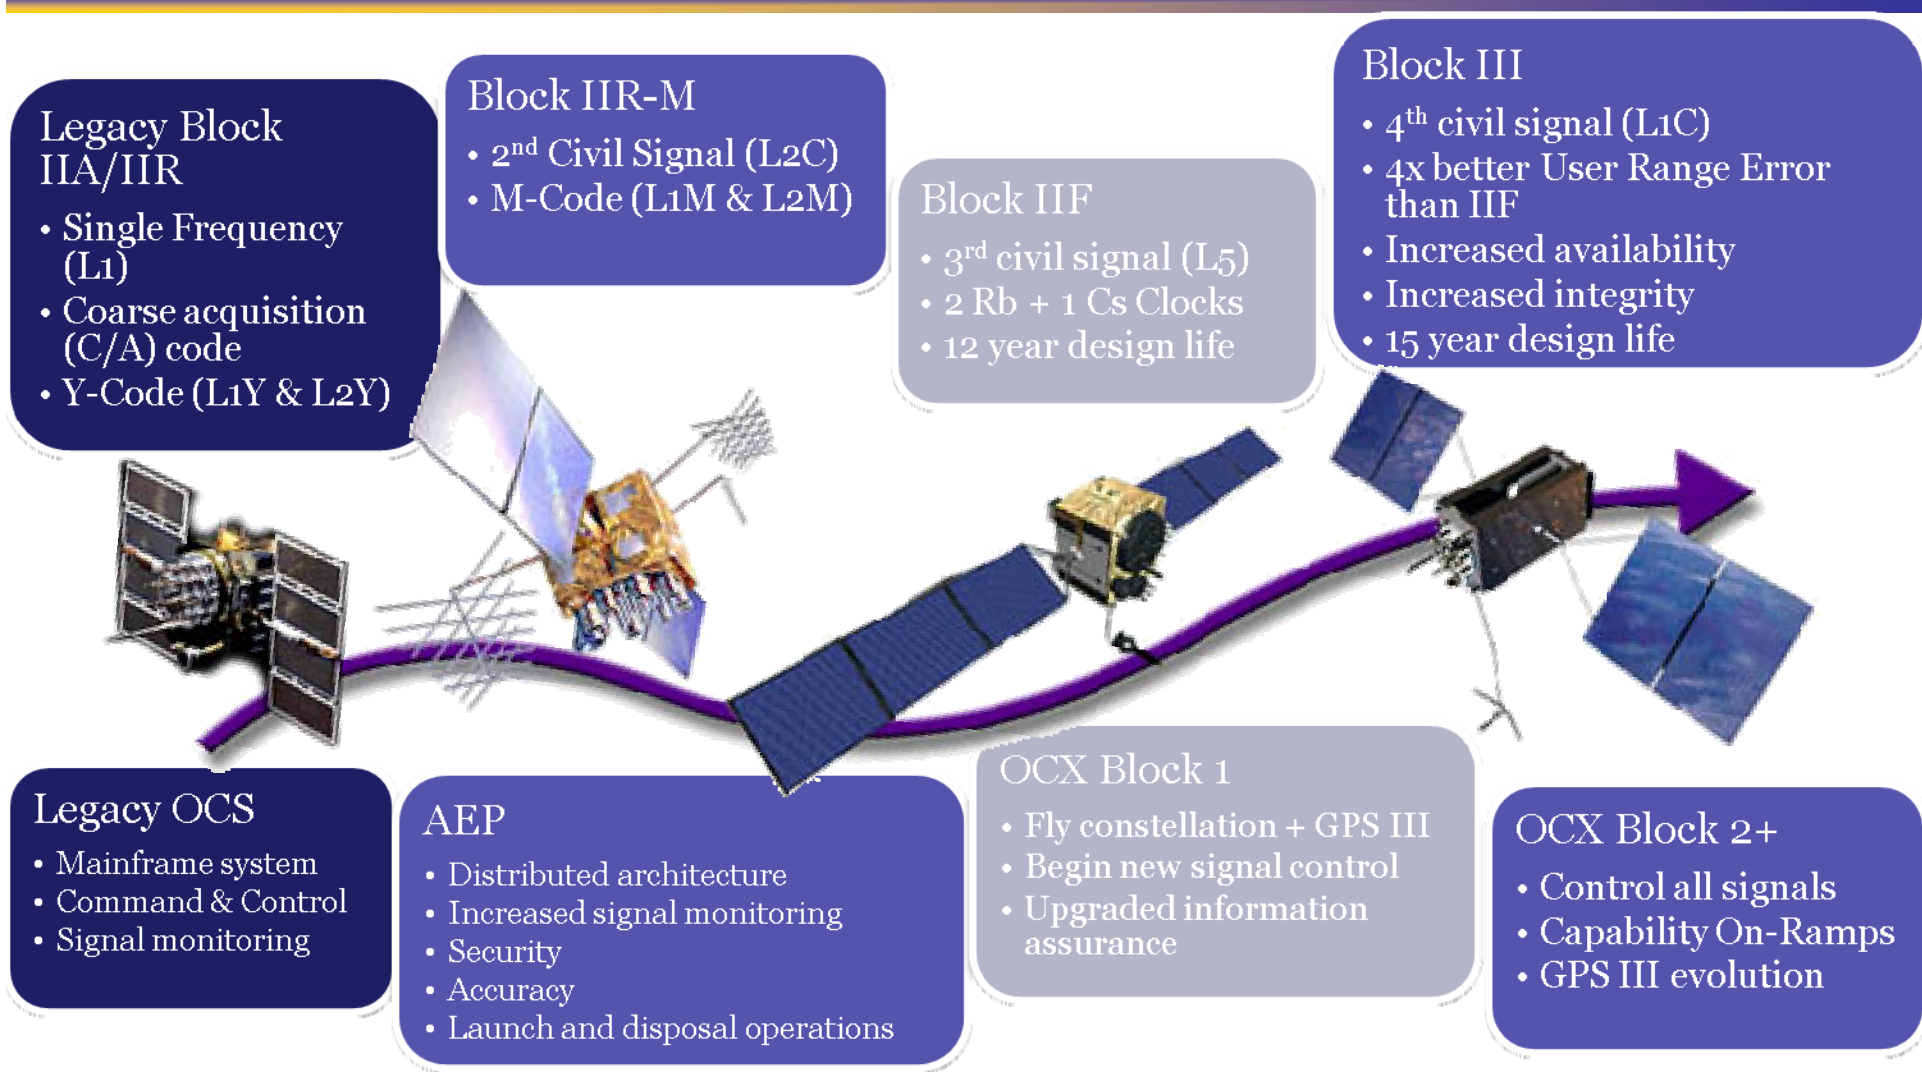 Legacy Block
IIA/IIR
• Single Frequency
(L1)
• Coarse acquisition
(C/A) code
• Y-Code (L1Y & L2Y)
Block IIR-M
• 2nd Civil Signal (L2C)
• M-Code (L1M & L2M)
Block IIF
• 3rd civil signal (L5)
• 2 Rb + 1 Cs Clocks
• 12 year design life
Block III
• 4th civil signal (L1C)
• 4x better User Range Error
than IIF
• Increased availability
• Increased integrity
• 15 year design life
Legacy OCS
• Mainframe system
• Command & Control
• Signal monitoring
AEP
• Distributed architecture
• Increased signal monitoring
• Security
• Accuracy
• Launch and disposal operations
OCX Block 1
• Fly constellation + GPS III
• Begin new signal control
• Upgraded information
assurance
OCX Block 2+
• Control all signals
• Capability On-Ramps
• GPS III evolution